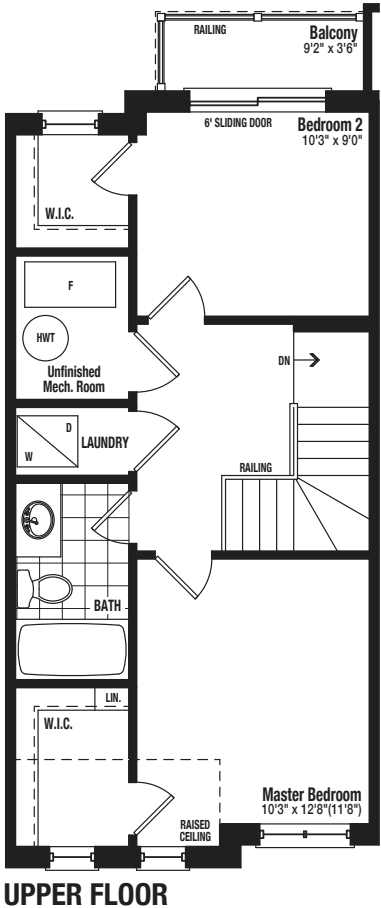 RAILING
Balcony
9'2" x 3'6"
6' SLIDING DOOR
Bedroom 2
10'3" x 9'0"
W.I.C.
F
HWT
Unfinished
Mech. Room
DN
D
LAUNDRY
W
RAILING
BATH
LIN.
W.I.C.
Master Bedroom
10'3" x 12'8"(11'8")
RAISED
CEILING
UPPER FLOOR